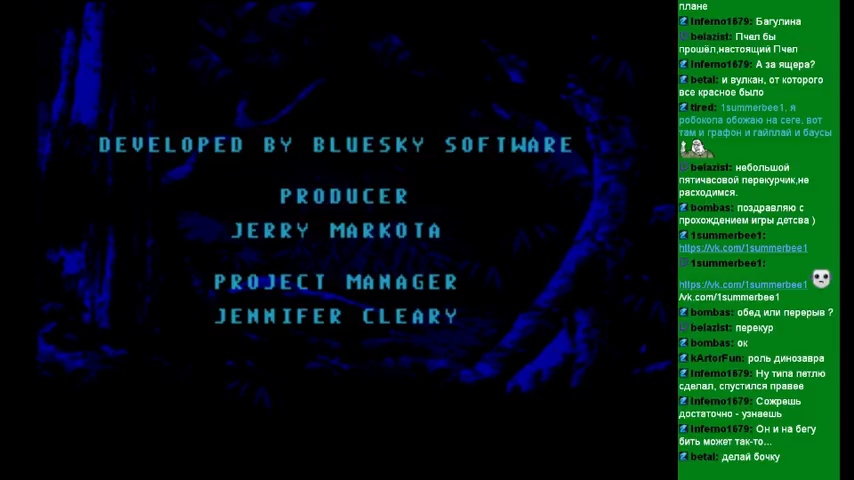 DEVELOPED BY BLUESKY SOFTWARE
PRODUCER
JERRY MARKOTA
PROJECT MANAGER
JENNIFER CLEARY
плане
Inferno1679: Багулина
belazist: Пчел бы
прошёл,настоящий Пчел
Inferno1679: А за ящера?
betal: и вулкан, от которого
все красное было
tired: 1summerbee1, я
робокопа обожаю на сеге, вот
там и графон и гайплай и баусы
belazist: небольшой
пятичасовой перекурчик,не
расходимся.
bombas: поздравляю с
прохождением игры детсва )
1summerbee1:
https://vk.com/1summerbee1
1summerbee1:
https://vk.com/1summerbee1
/vk.com/1summerbee1
bombas: обед или перерыв ?
belazist: перекур
bombas: ок
kArtorFun: роль динозавра
Inferno1679: Ну типа петлю
сделал, спустился правее
Inferno1679: Сожрешь
достаточно - узнаешь
Inferno1679: Он и на бегу
бить может так-то...
betal: делай бочку